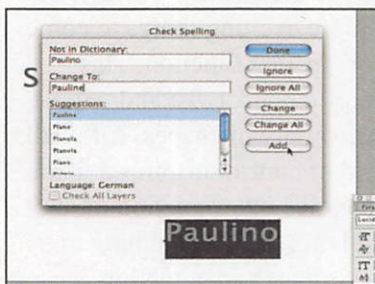 Check Spelling
Not in Dictionary:
Paulino
Done
Ignore
Change To:
Pauline
Ignore All
Suggestions:
Pauline
Piano
Pianola
Pianola
Piano
Change
Change All
Add
Language: German
Check All Layers
S
Paulino